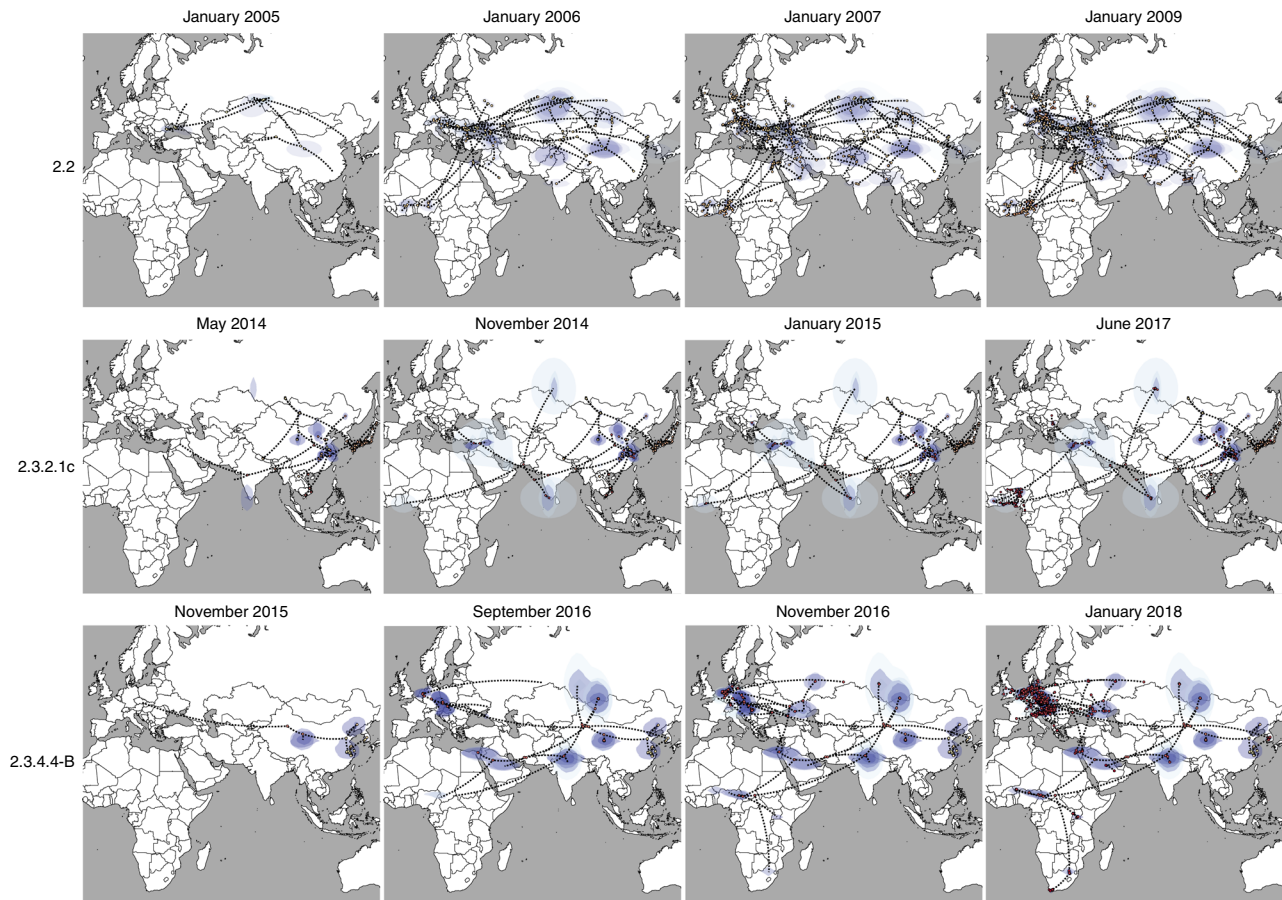 January 2005
January 2006
January 2007
January 2009
2.2
May 2014
November 2014
January 2015
June 2017
2.3.2.1c
November 2015
September 2016
November 2016
January 2018
2.3.4.4-B